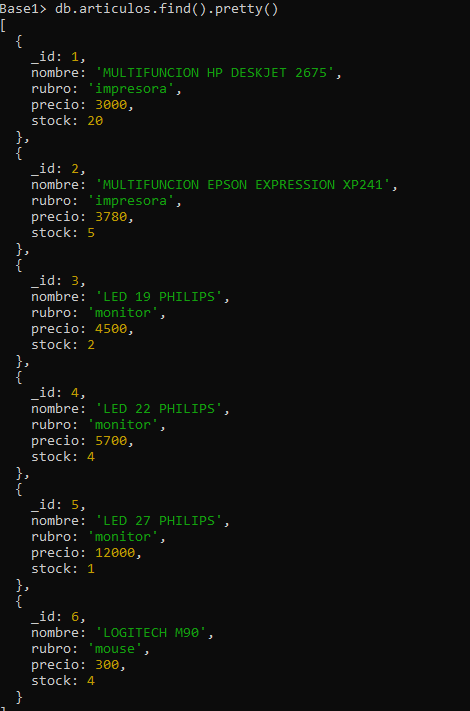 Base1> db.articulos.find().pretty()
[
  {
    _id: 1,
    nombre: 'MULTIFUNCION HP DESKJET 2675',
    rubro: 'impresora',
    precio: 3000,
    stock: 20
  },
  {
    _id: 2,
    nombre: 'MULTIFUNCION EPSON EXPRESSION XP241',
    rubro: 'impresora',
    precio: 3780,
    stock: 5
  },
  {
    _id: 3,
    nombre: 'LED 19 PHILIPS',
    rubro: 'monitor',
    precio: 4500,
    stock: 2
  },
  {
    _id: 4,
    nombre: 'LED 22 PHILIPS',
    rubro: 'monitor',
    precio: 5700,
    stock: 4
  },
  {
    _id: 5,
    nombre: 'LED 27 PHILIPS',
    rubro: 'monitor',
    precio: 12000,
    stock: 1
  },
  {
    _id: 6,
    nombre: 'LOGITECH M90',
    rubro: 'mouse',
    precio: 300,
    stock: 4
  }
]